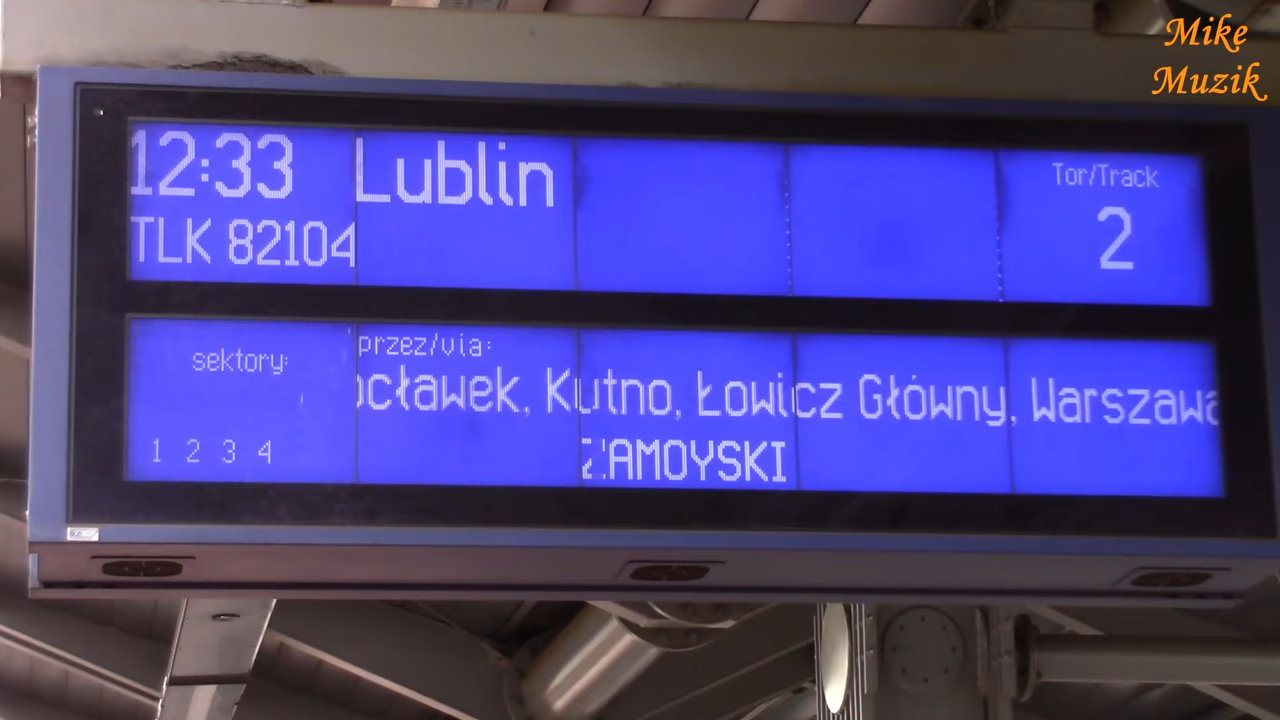 Mike
Muzik
12:33 Lublin
Tor/Track
2
TLK 82104
sektory:
1 2 3 4
przez/via:
ocławek, Kutno, Łowicz Główny, Warszawa
ZAMOYSKI